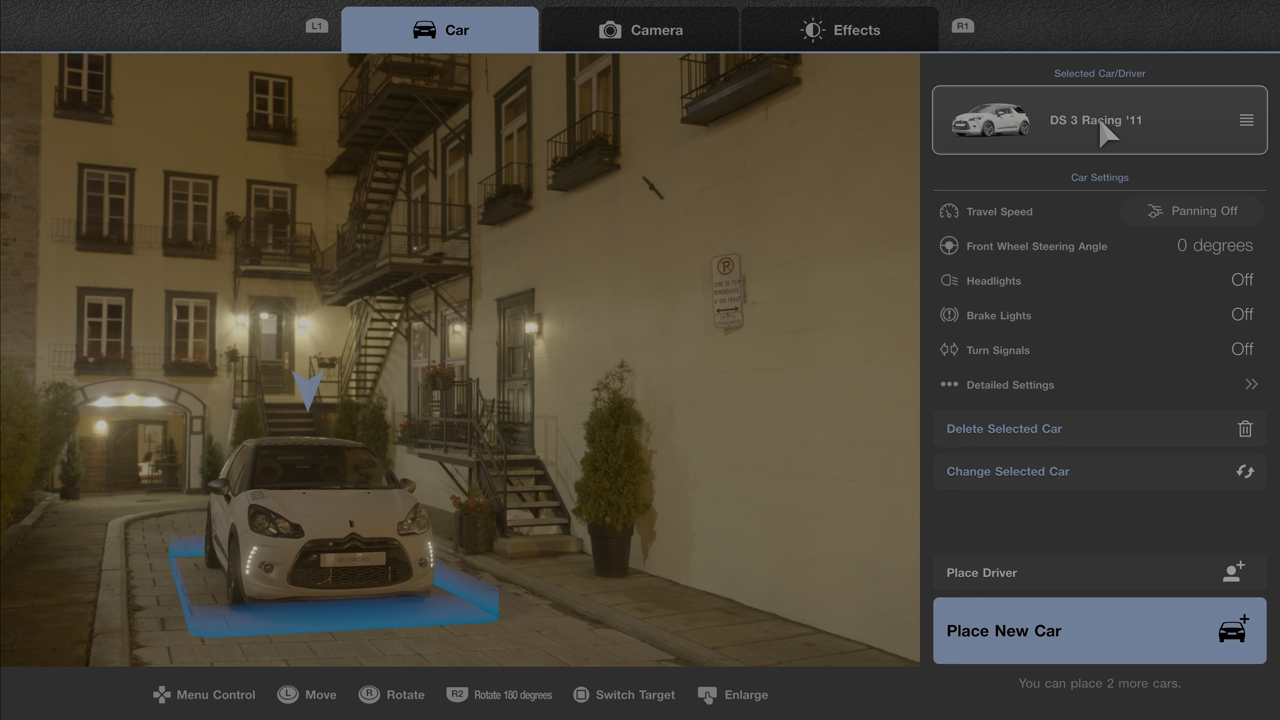 L1
Car
Camera
Effects
R1
Selected Car/Driver
DS 3 Racing '11
Car Settings
Travel Speed
Panning Off
Front Wheel Steering Angle
0 degrees
Headlights
Off
Brake Lights
Off
Turn Signals
Off
Detailed Settings
Delete Selected Car
Change Selected Car
Place Driver
Place New Car
You can place 2 more cars.
P
L
Menu Control
Move
R
Rotate
R2
Rotate 180 degrees
Switch Target
Enlarge